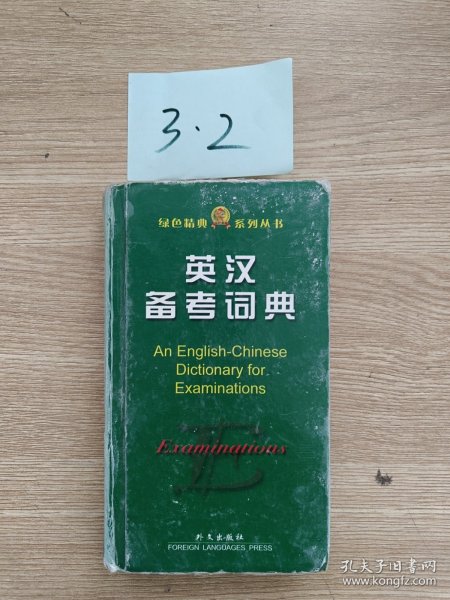 3.2
绿色精典 系列丛书
英汉
备考词典
An English-Chinese
Dictionary for
Examinations
Examinations
外文出版社
FOREIGN LANGUAGES PRESS
孔夫子旧书网
www.kongfz.com